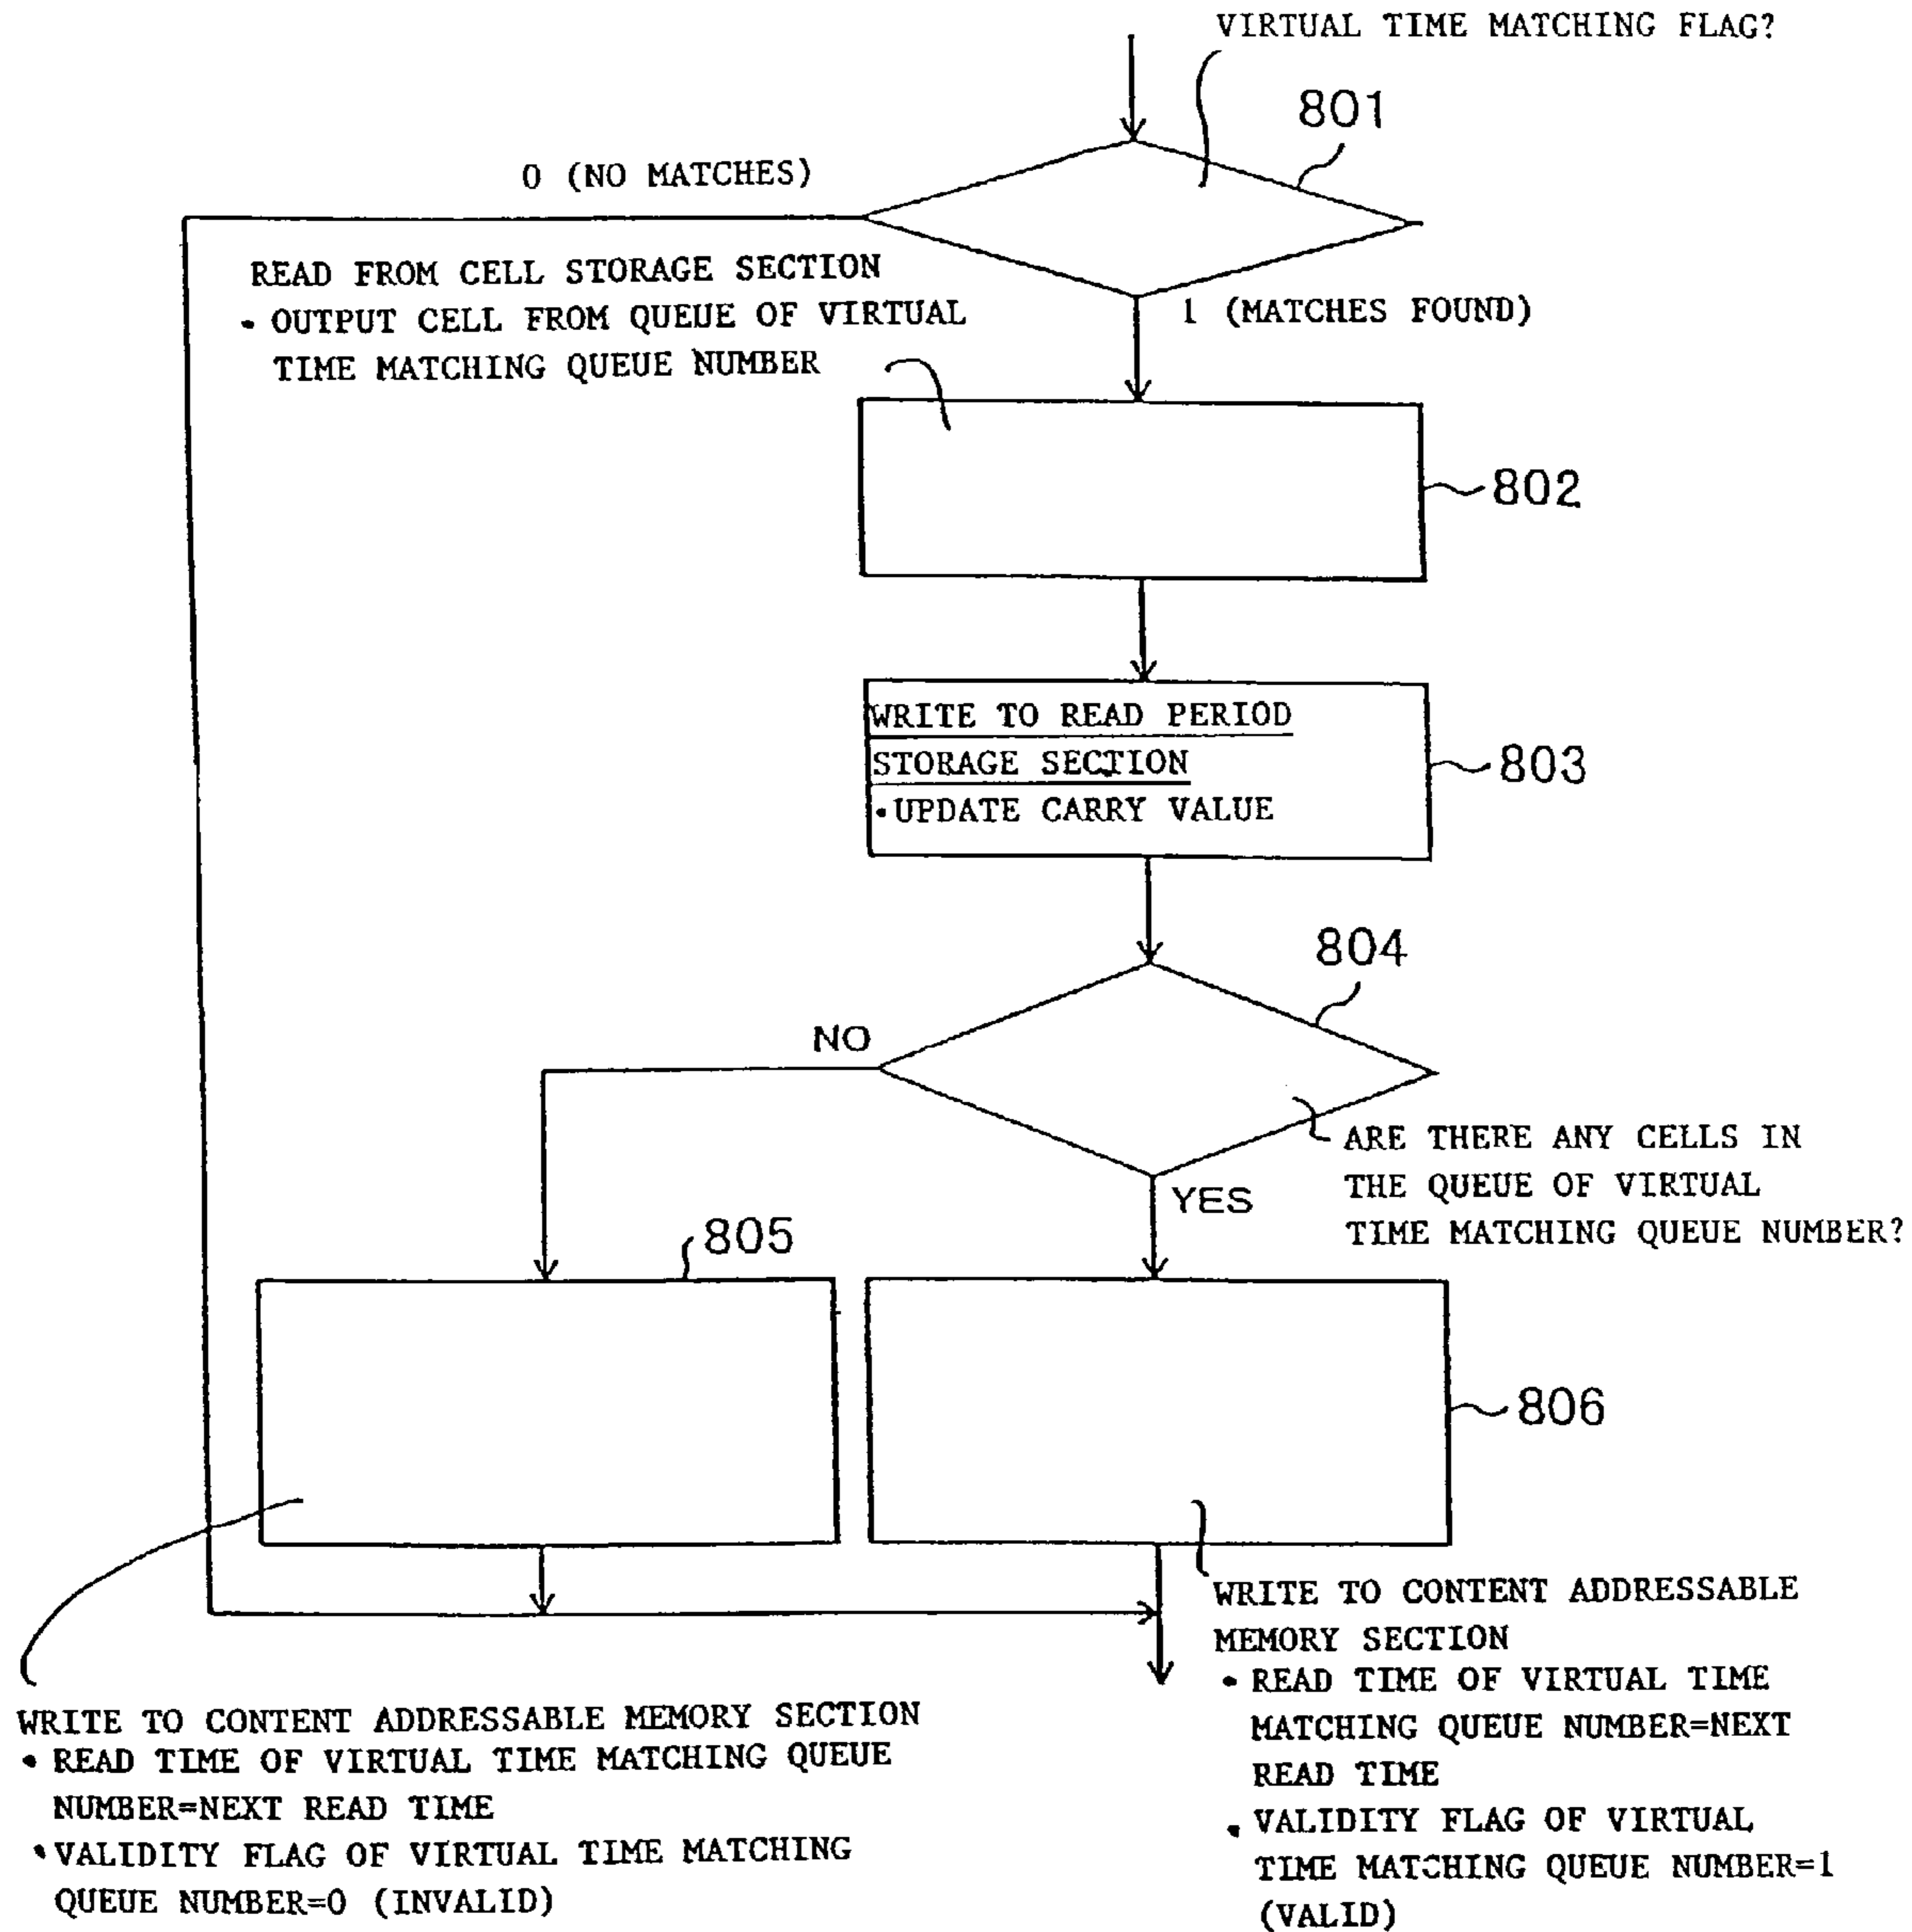 VIRTUAL TIME MATCHING FLAG?
801
0 (NO MATCHES)
READ FROM CELL STORAGE SECTION
• OUTPUT CELL FROM QUEUE OF VIRTUAL
TIME MATCHING QUEUE NUMBER
1 (MATCHES FOUND)
802
WRITE TO READ PERIOD
STORAGE SECTION
•UPDATE CARRY VALUE
803
804
NO
ARE THERE ANY CELLS IN
THE QUEUE OF VIRTUAL
TIME MATCHING QUEUE NUMBER?
YES
805
806
WRITE TO CONTENT ADDRESSABLE
MEMORY SECTION
• READ TIME OF VIRTUAL TIME
MATCHING QUEUE NUMBER=NEXT
READ TIME
• VALIDITY FLAG OF VIRTUAL
TIME MATCHING QUEUE NUMBER=1
(VALID)
WRITE TO CONTENT ADDRESSABLE MEMORY SECTION
• READ TIME OF VIRTUAL TIME MATCHING QUEUE
NUMBER=NEXT READ TIME
•VALIDITY FLAG OF VIRTUAL TIME MATCHING
QUEUE NUMBER=0 (INVALID)